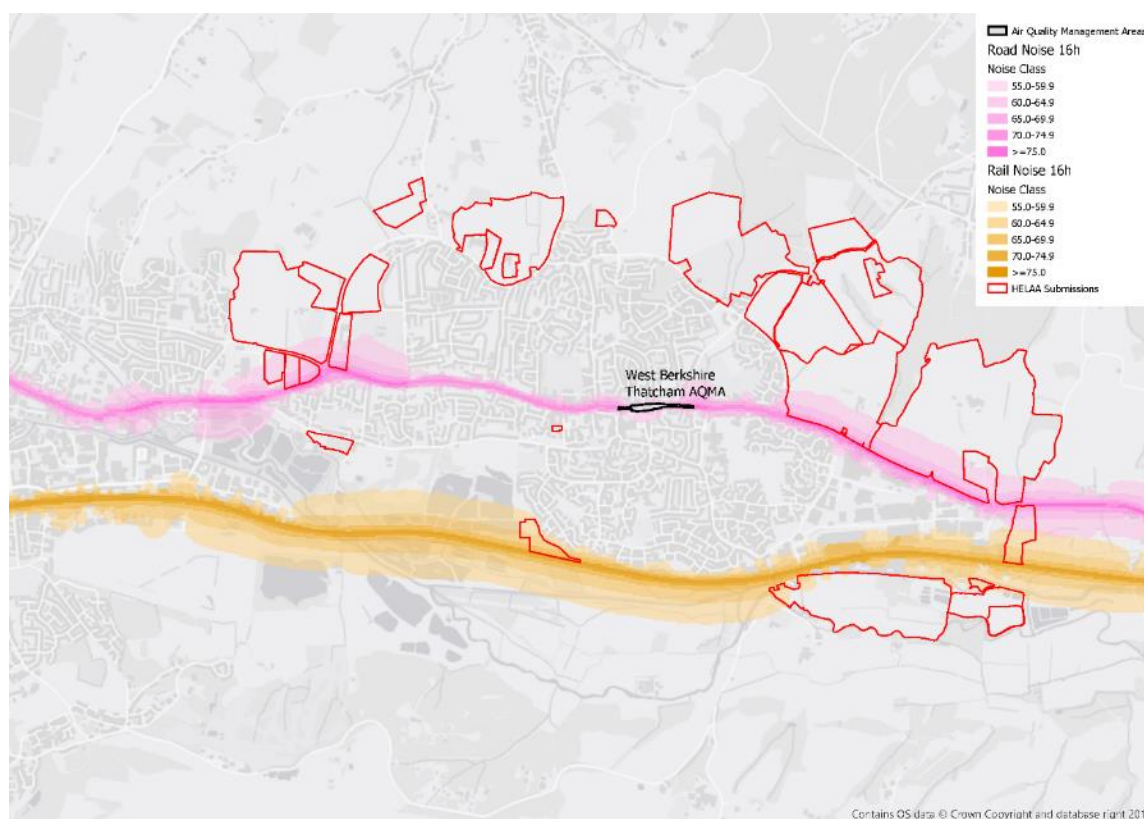 Air Quality Management Areas
Road Noise 16h
Noise Class
55.0-59.9
60.0-64.9
65.0-69.9
70.0-74.9
>=75.0
Rail Noise 16h
Noise Class
55.0-59.9
60.0-64.9
65.0-69.9
70.0-74.9
>=75.0
HELAA Submissions
West Berkshire
Thatcham AQMA
Contains OS data © Crown Copyright and database right 201